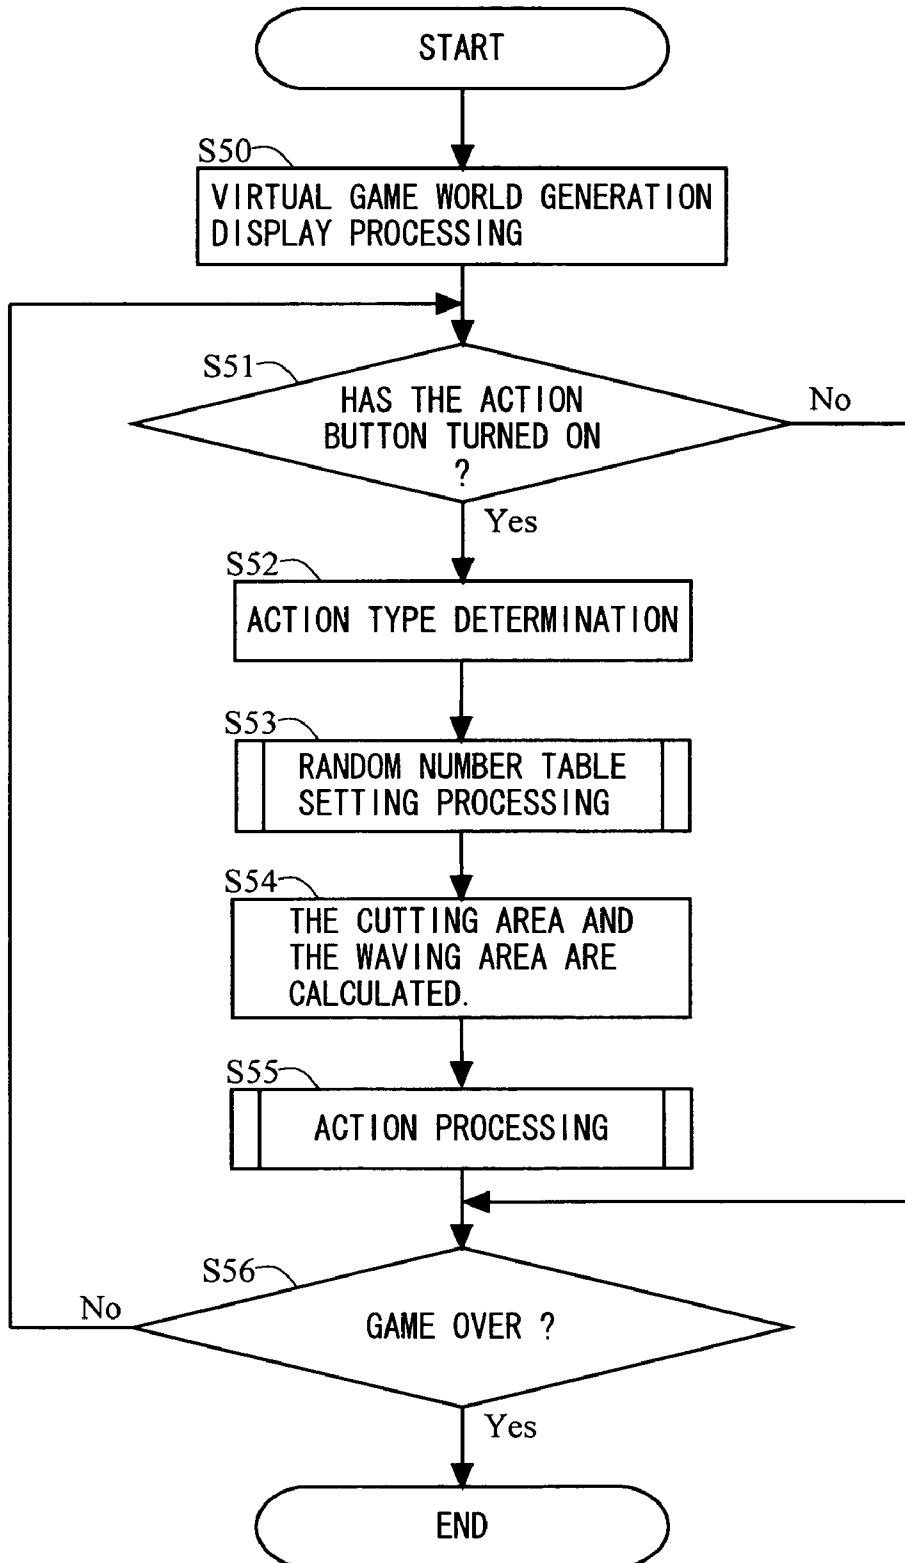 START
S50
VIRTUAL GAME WORLD GENERATION
DISPLAY PROCESSING
S51
HAS THE ACTION
BUTTON TURNED ON
?
No
Yes
S52
ACTION TYPE DETERMINATION
S53
RANDOM NUMBER TABLE
SETTING PROCESSING
S54
THE CUTTING AREA AND
THE WAVING AREA ARE
CALCULATED.
S55
ACTION PROCESSING
S56
No
GAME OVER ?
Yes
END